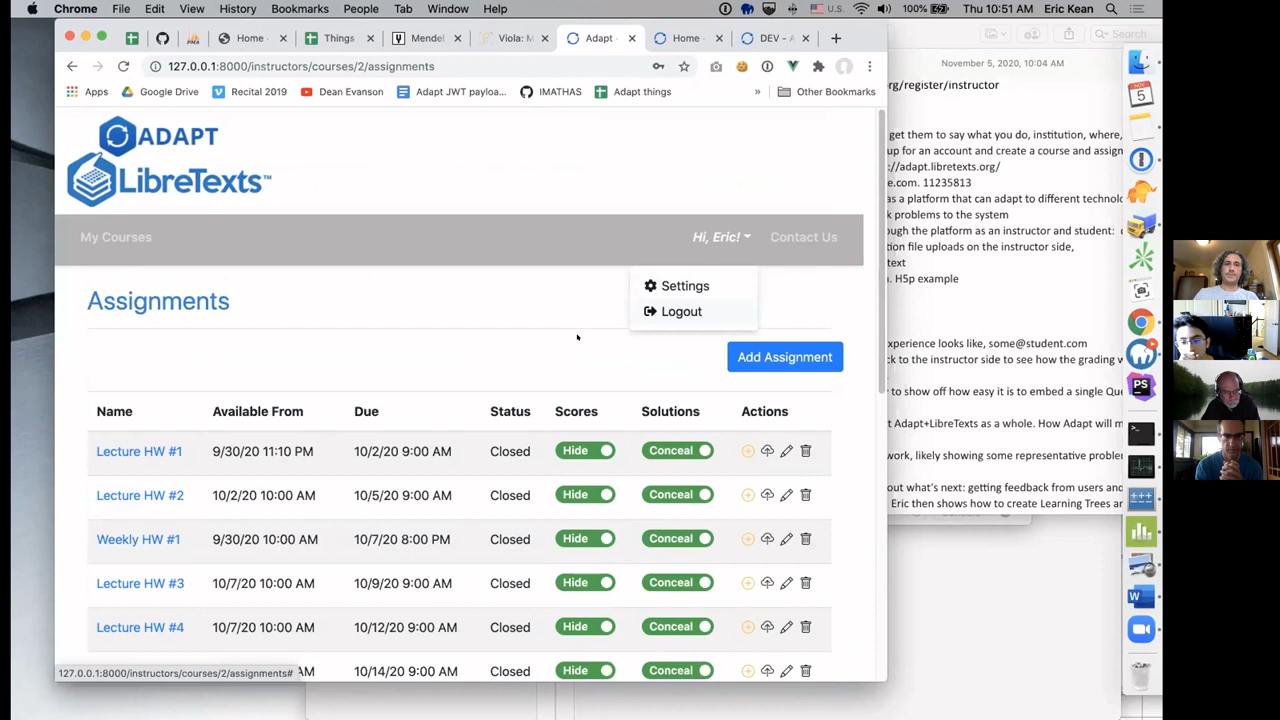 Chrome File Edit View History Bookmarks People Tab Window Help U.S. 100% Thu 10:51 AM Eric Kean
Home - Things Mendel Viola: M Adapt - Home - DEV - A
127.0.0.1:8000/instructors/courses/2/assignments
Apps Google Drive Recital 2019 Dean Evanson Adapt JWT payloa... IMATHAS Adapt things » Other Bookmarks
Search
November 5, 2020, 10:04 AM
rg/register/instructor
ADAPT
LibreTexts™
My Courses Hi, Eric! Contact Us
Settings
Logout
Assignments
Add Assignment
Name Available From Due Status Scores Solutions Actions
Lecture HW #1 9/30/20 11:10 PM 10/2/20 9:00 AM Closed Hide Conceal
Lecture HW #2 10/2/20 10:00 AM 10/5/20 9:00 AM Closed Hide Conceal
Weekly HW #1 9/30/20 10:00 AM 10/7/20 8:00 PM Closed Hide Conceal
Lecture HW #3 10/7/20 10:00 AM 10/9/20 9:00 AM Closed Hide Conceal
Lecture HW #4 10/7/20 10:00 AM 10/12/20 9:00 AM Closed Hide Conceal
AM 10/14/20 9:00 AM Closed Hide Conceal
127.0.0.1:8000/instructors/courses/2/assignments#
get them to say what you do, institution, where,
up for an account and create a course and assign
://adapt.libretexts.org/
e.com. 11235813
as a platform that can adapt to different technolo
k problems to the system
ough the platform as an instructor and student:
ion file uploads on the instructor side,
text
n. H5p example
xperience looks like, some@student.com
ck to the instructor side to see how the grading w
y to show off how easy it is to embed a single Que
t Adapt+LibreTexts as a whole. How Adapt will m
work, likely showing some representative problem
out what's next: getting feedback from users and
Eric then shows how to create Learning Trees an
NOV
5
PS
W